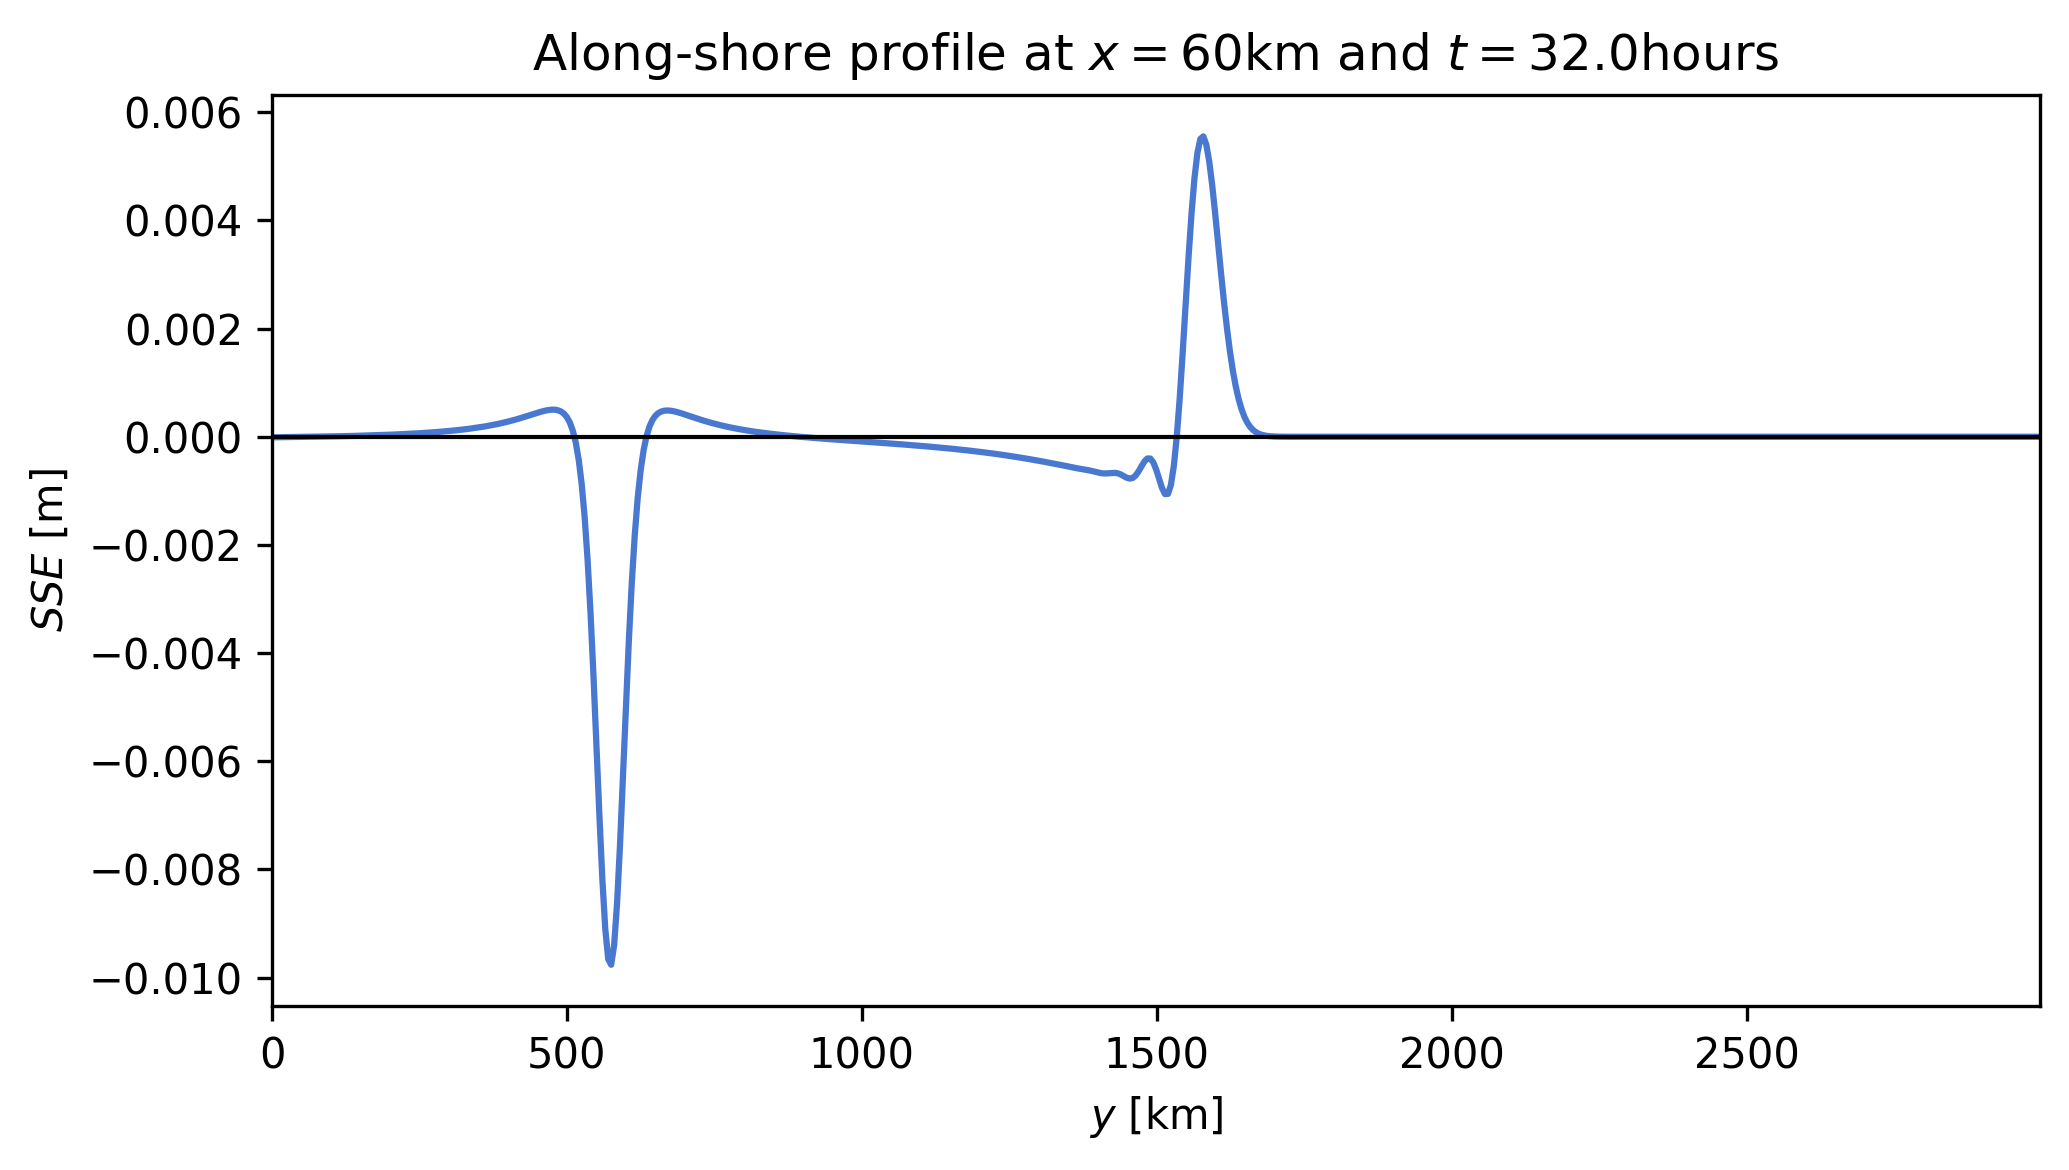 Along-shore profile at x = 60km and t = 32.0hours
0.006
0.004
0.002
0.000
−0.002
−0.004
−0.006
−0.008
−0.010
SSE [m]
0 500 1000 1500 2000 2500
y [km]